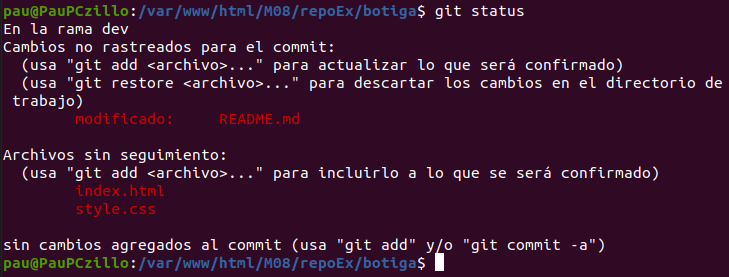 pau@PauPCzillo:/var/www/html/M08/repoEx/botiga$ git status
En la rama dev
Cambios no rastreados para el commit:
  (usa "git add <archivo>..." para actualizar lo que será confirmado)
  (usa "git restore <archivo>..." para descartar los cambios en el directorio de
 trabajo)
        modificado:     README.md

Archivos sin seguimiento:
  (usa "git add <archivo>..." para incluirlo a lo que se será confirmado)
        index.html
        style.css

sin cambios agregados al commit (usa "git add" y/o "git commit -a")
pau@PauPCzillo:/var/www/html/M08/repoEx/botiga$